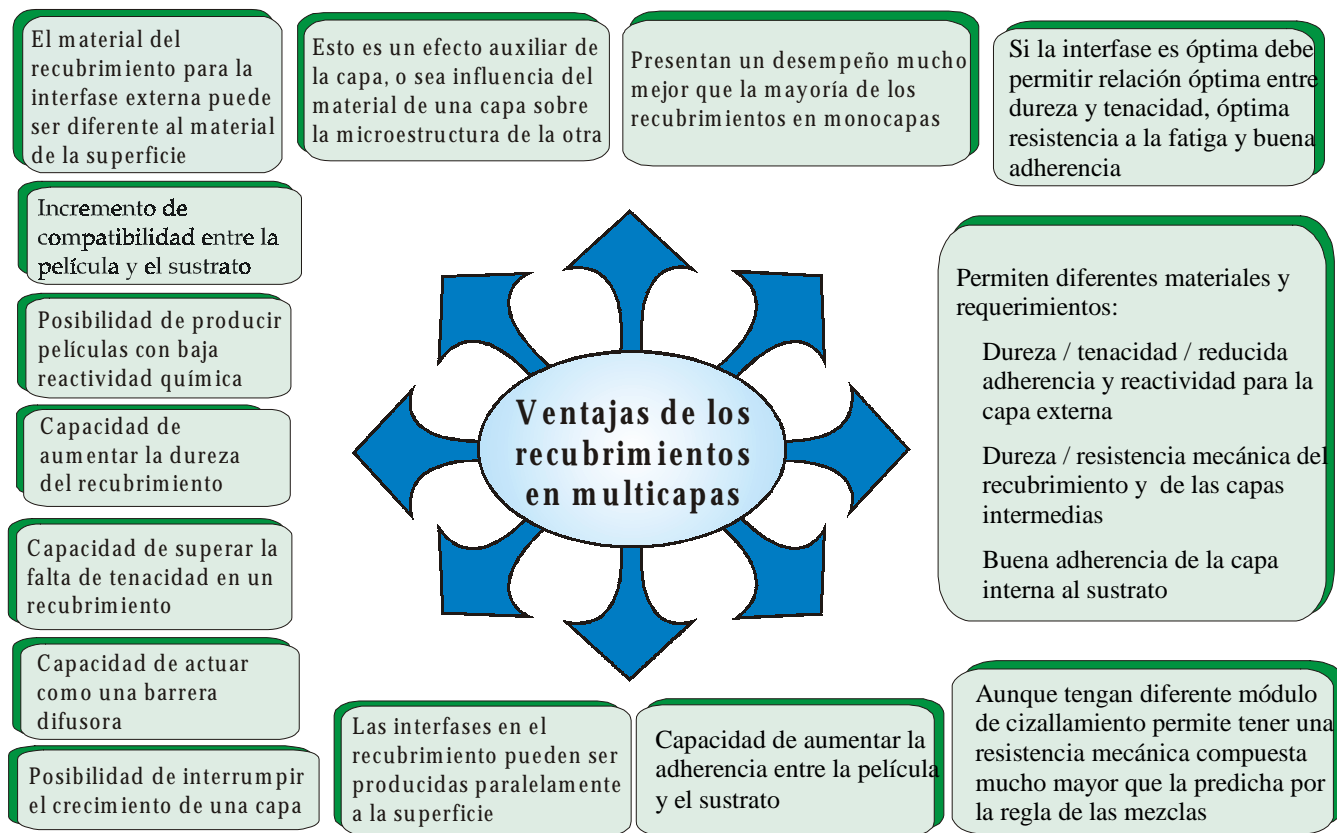 El material del
recubrimiento para la
interfase externa puede
ser diferente al material
de la superficie
Esto es un efecto auxiliar de
la capa, o sea influencia del
material de una capa sobre
la microestructura de la otra
Presentan un desempeño mucho
mejor que la mayoría de los
recubrimientos en monocapas
Si la interfase es óptima debe
permitir relación óptima entre
dureza y tenacidad, óptima
resistencia a la fatiga y buena
adherencia
Incremento de
compatibilidad entre la
película y el sustrato
Posibilidad de producir
películas con baja
reactividad química
Capacidad de
aumentar la dureza
del recubrimiento
Capacidad de superar la
falta de tenacidad en un
recubrimiento
Capacidad de actuar
como una barrera
difusora
Posibilidad de interrumpir
el crecimiento de una capa
Ventajas de los
recubrimientos
en multicapas
Permiten diferentes materiales y
requerimientos:
Dureza / tenacidad / reducida
adherencia y reactividad para la
capa externa
Dureza / resistencia mecánica del
recubrimiento y de las capas
intermedias
Buena adherencia de la capa
interna al sustrato
Las interfases en el
recubrimiento pueden ser
producidas paralelamente
a la superficie
Capacidad de aumentar la
adherencia entre la película
y el sustrato
Aunque tengan diferente módulo
de cizallamiento permite tener una
resistencia mecánica compuesta
mucho mayor que la predicha por
la regla de las mezclas